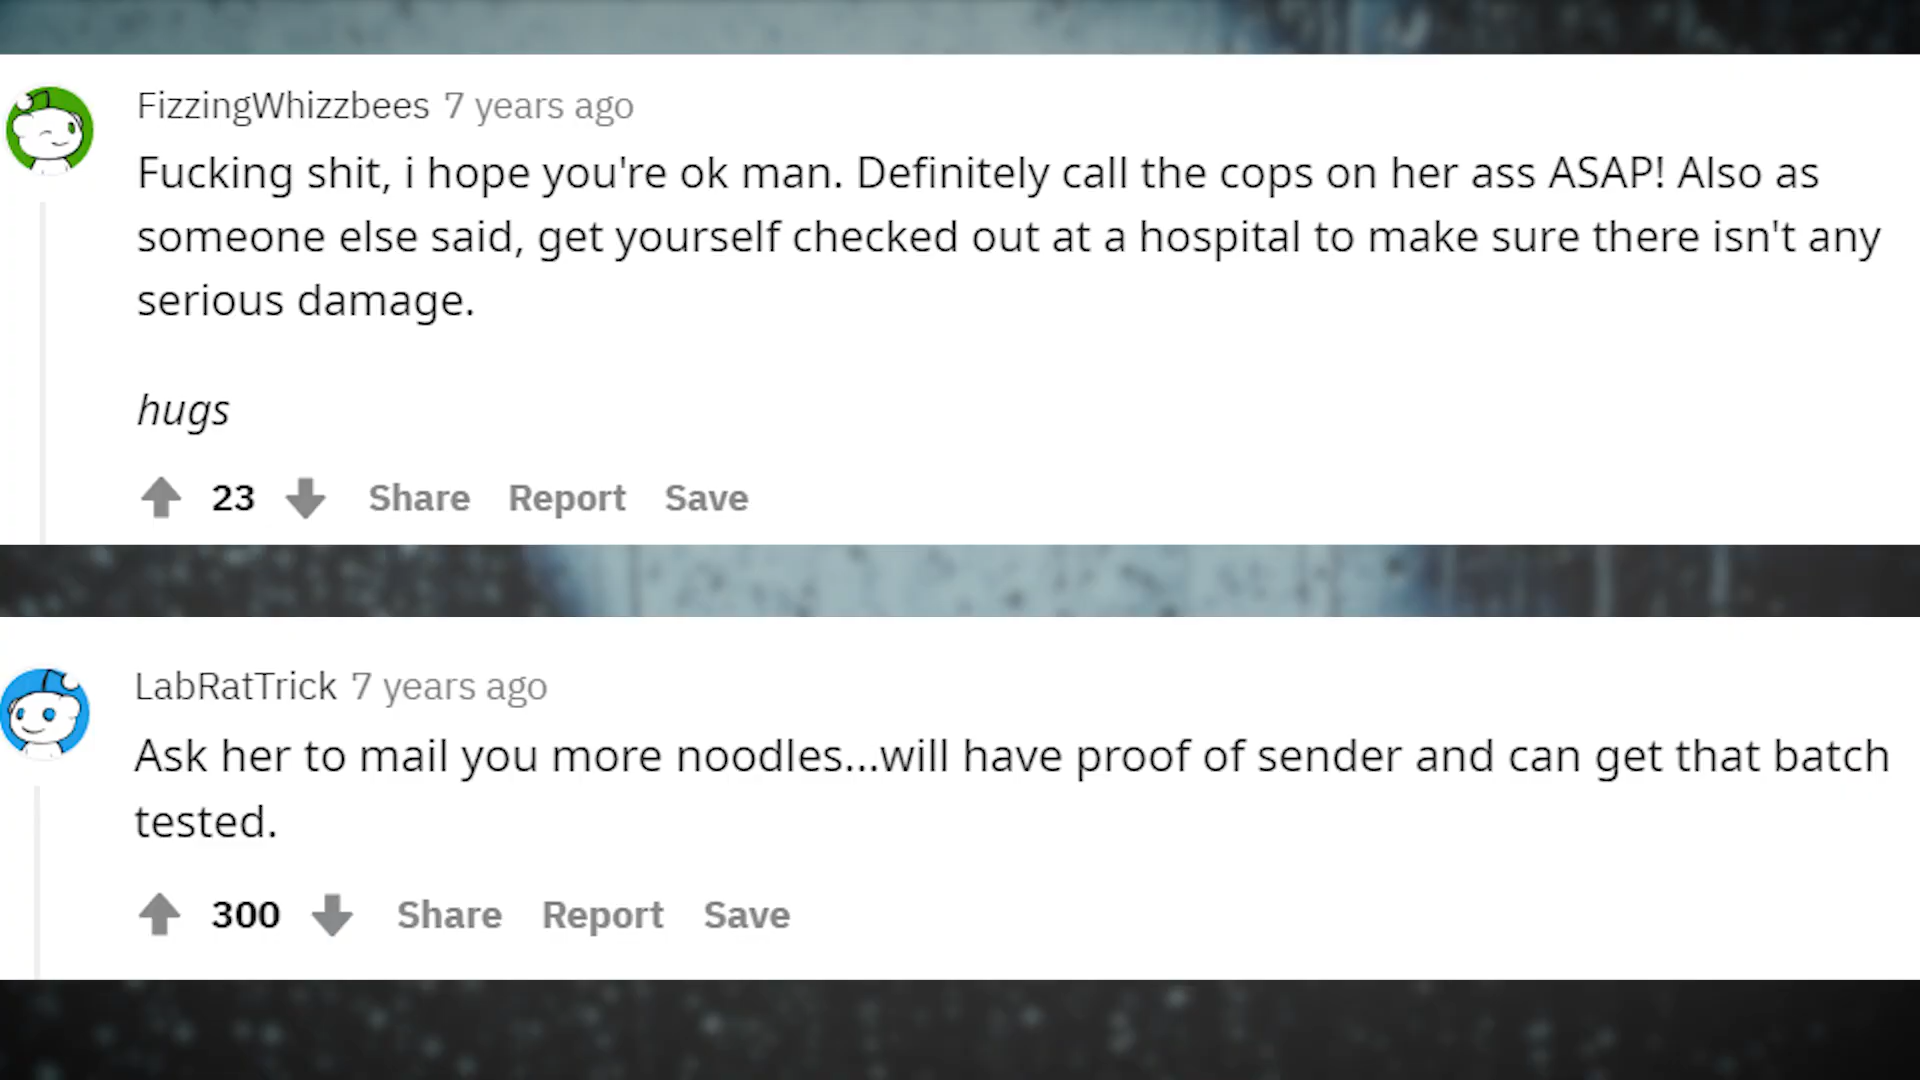 FizzingWhizzbees 7 years ago
Fucking shit, i hope you're ok man. Definitely call the cops on her ass ASAP! Also as
someone else said, get yourself checked out at a hospital to make sure there isn't any
serious damage.
hugs
23 Share Report Save
LabRatTrick 7 years ago
Ask her to mail you more noodles...will have proof of sender and can get that batch
tested.
300 Share Report Save